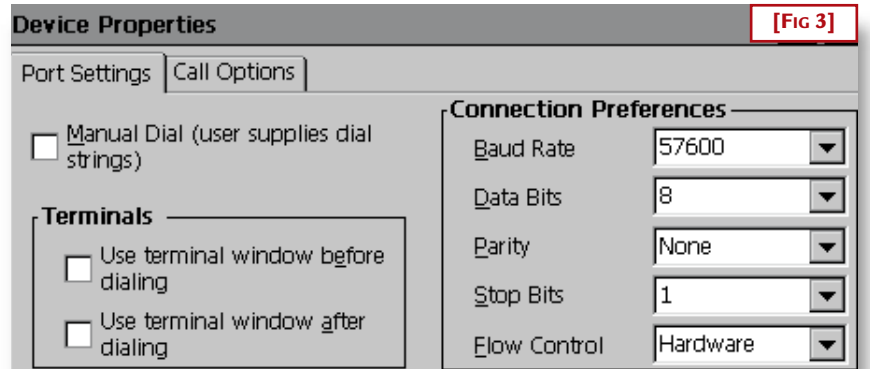 Device Properties
[FIG 3]
Port Settings
Call Options
Manual Dial (user supplies dial
strings)
Terminals
Use terminal window before
dialing
Use terminal window after
dialing
Connection Preferences
Baud Rate 57600
Data Bits 8
Parity None
Stop Bits 1
Flow Control Hardware